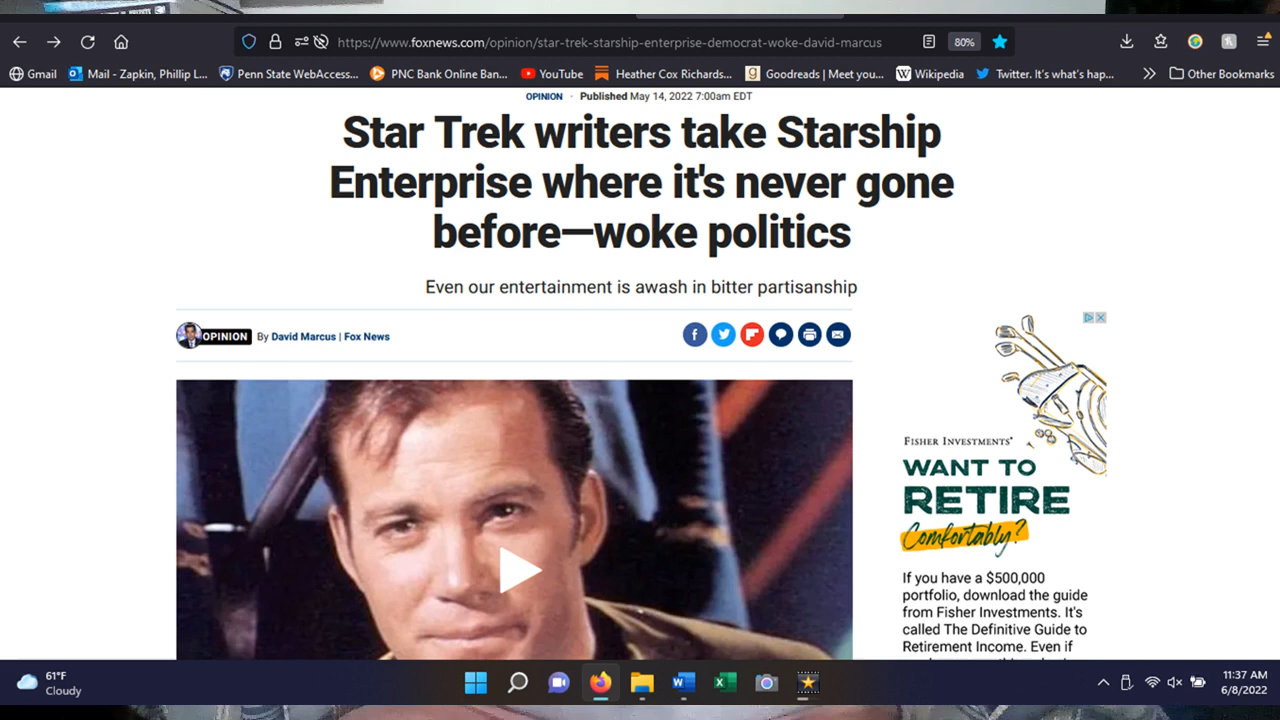 https://www.foxnews.com/opinion/star-trek-starship-enterprise-democrat-woke-david-marcus
80%
Gmail
Mail - Zapkin, Phillip L...
Penn State WebAccess...
PNC Bank Online Ban...
YouTube
Heather Cox Richards...
Goodreads | Meet you...
Wikipedia
Twitter. It's what's hap...
Other Bookmarks
OPINION · Published May 14, 2022 7:00am EDT
Star Trek writers take Starship
Enterprise where it's never gone
before—woke politics
Even our entertainment is awash in bitter partisanship
OPINION By David Marcus | Fox News
FISHER INVESTMENTS
WANT TO
RETIRE
Comfortably?
If you have a $500,000
portfolio, download the guide
from Fisher Investments. It's
called The Definitive Guide to
Retirement Income. Even if
61°F
Cloudy
11:37 AM
6/8/2022